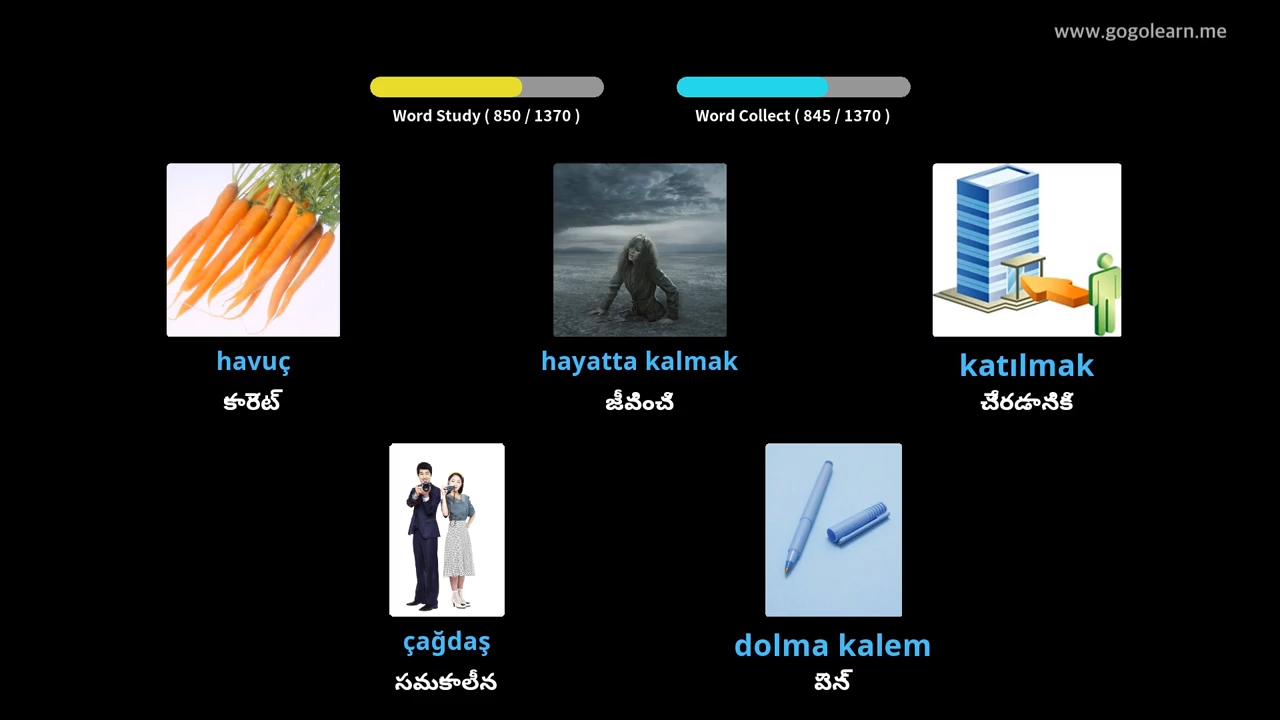 www.gogolearn.me
Word Study ( 850 / 1370 )
Word Collect ( 845 / 1370 )
havuç
hayatta kalmak
katılmak
కారెట్
జీవించి
చేరడానికి
çağdaş
dolma kalem
సమకాలీన
పెన్